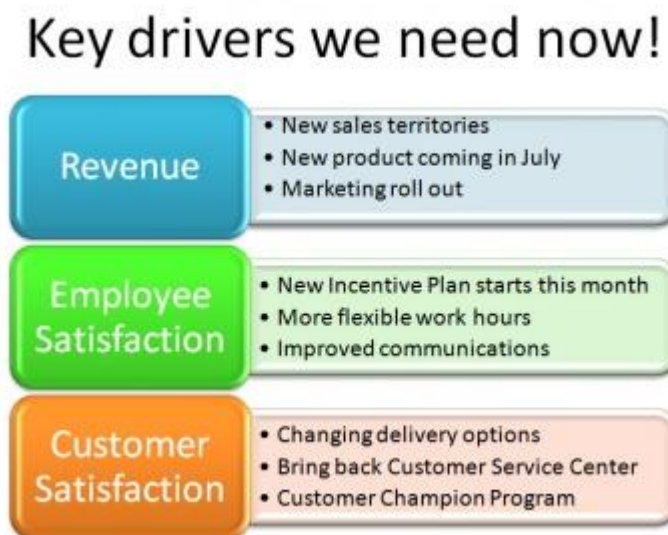 Key drivers we need now!
Revenue
• New sales territories
• New product coming in July
• Marketing roll out
Employee
Satisfaction
• New Incentive Plan starts this month
• More flexible work hours
• Improved communications
Customer
Satisfaction
• Changing delivery options
• Bring back Customer Service Center
• Customer Champion Program